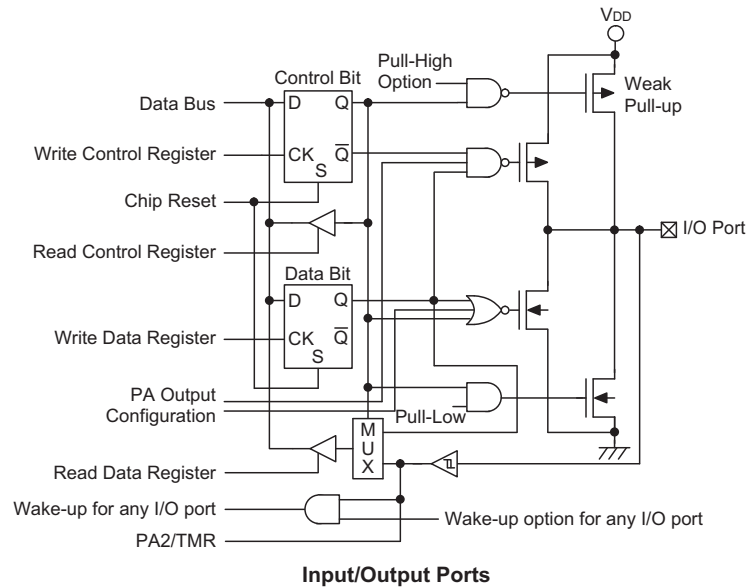 VDD
Pull-High
Option
Control Bit
Weak
Pull-up
Data Bus
D
Q
Write Control Register
CK
Q
S
Chip Reset
I/O Port
Read Control Register
Data Bit
D
Q
Write Data Register
CK
Q
S
PA Output
Configuration
Pull-Low
M
U
X
Read Data Register
Wake-up for any I/O port
Wake-up option for any I/O port
PA2/TMR
Input/Output Ports